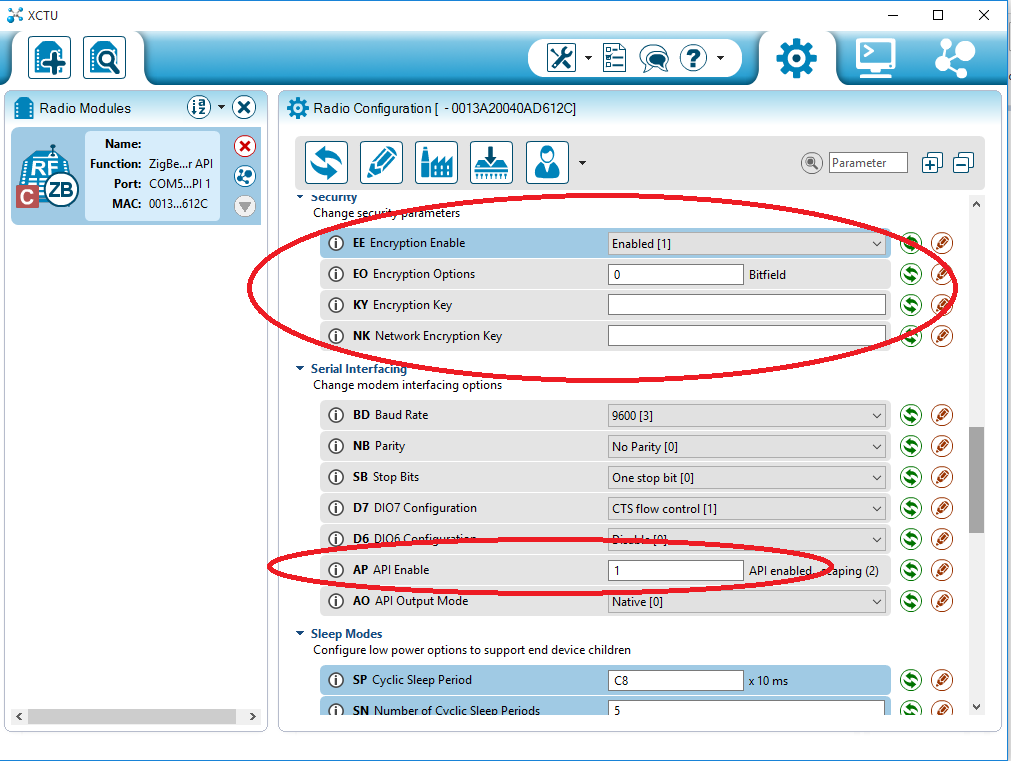 XCTU
Radio Modules
Radio Configuration [ - 0013A20040AD612C]
Name:
Function: ZigBe...r API
Port: COM5...PI 1
MAC: 0013...612C
RF
C
ZB
Parameter
Security
Change security parameters
EE Encryption Enable Enabled [1]
EO Encryption Options 0 Bitfield
KY Encryption Key
NK Network Encryption Key
Serial Interfacing
Change modem interfacing options
BD Baud Rate 9600 [3]
NB Parity No Parity [0]
SB Stop Bits One stop bit [0]
D7 DIO7 Configuration CTS flow control [1]
D6 DIO6 Configuration Disable [0]
AP API Enable 1 API enabled (2)
AO API Output Mode Native [0]
Sleep Modes
Configure low power options to support end device children
SP Cyclic Sleep Period C8 x 10 ms
SN Number of Cyclic Sleep Periods 5